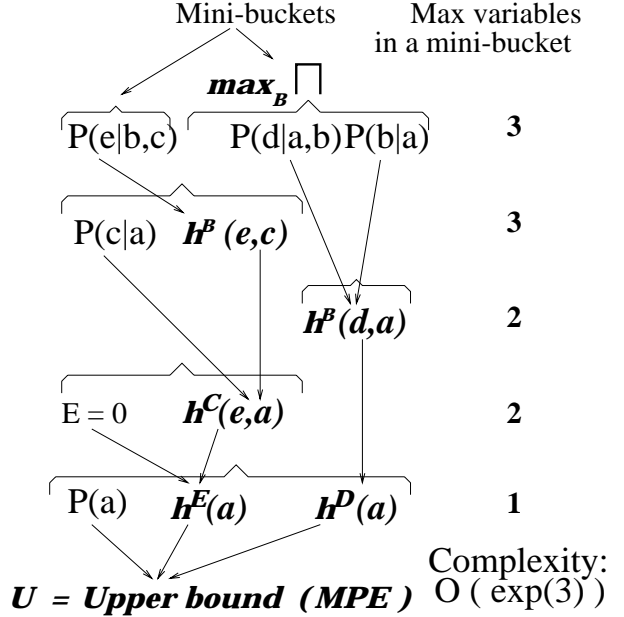 Mini-buckets Max variables
in a mini-bucket
max_B ∏
P(e|b,c) P(d|a,b)P(b|a) 3
P(c|a) h^B (e,c) 3
h^B(d,a) 2
E = 0 h^C(e,a) 2
P(a) h^E(a) h^D(a) 1
Complexity:
U = Upper bound (MPE) O ( exp(3) )